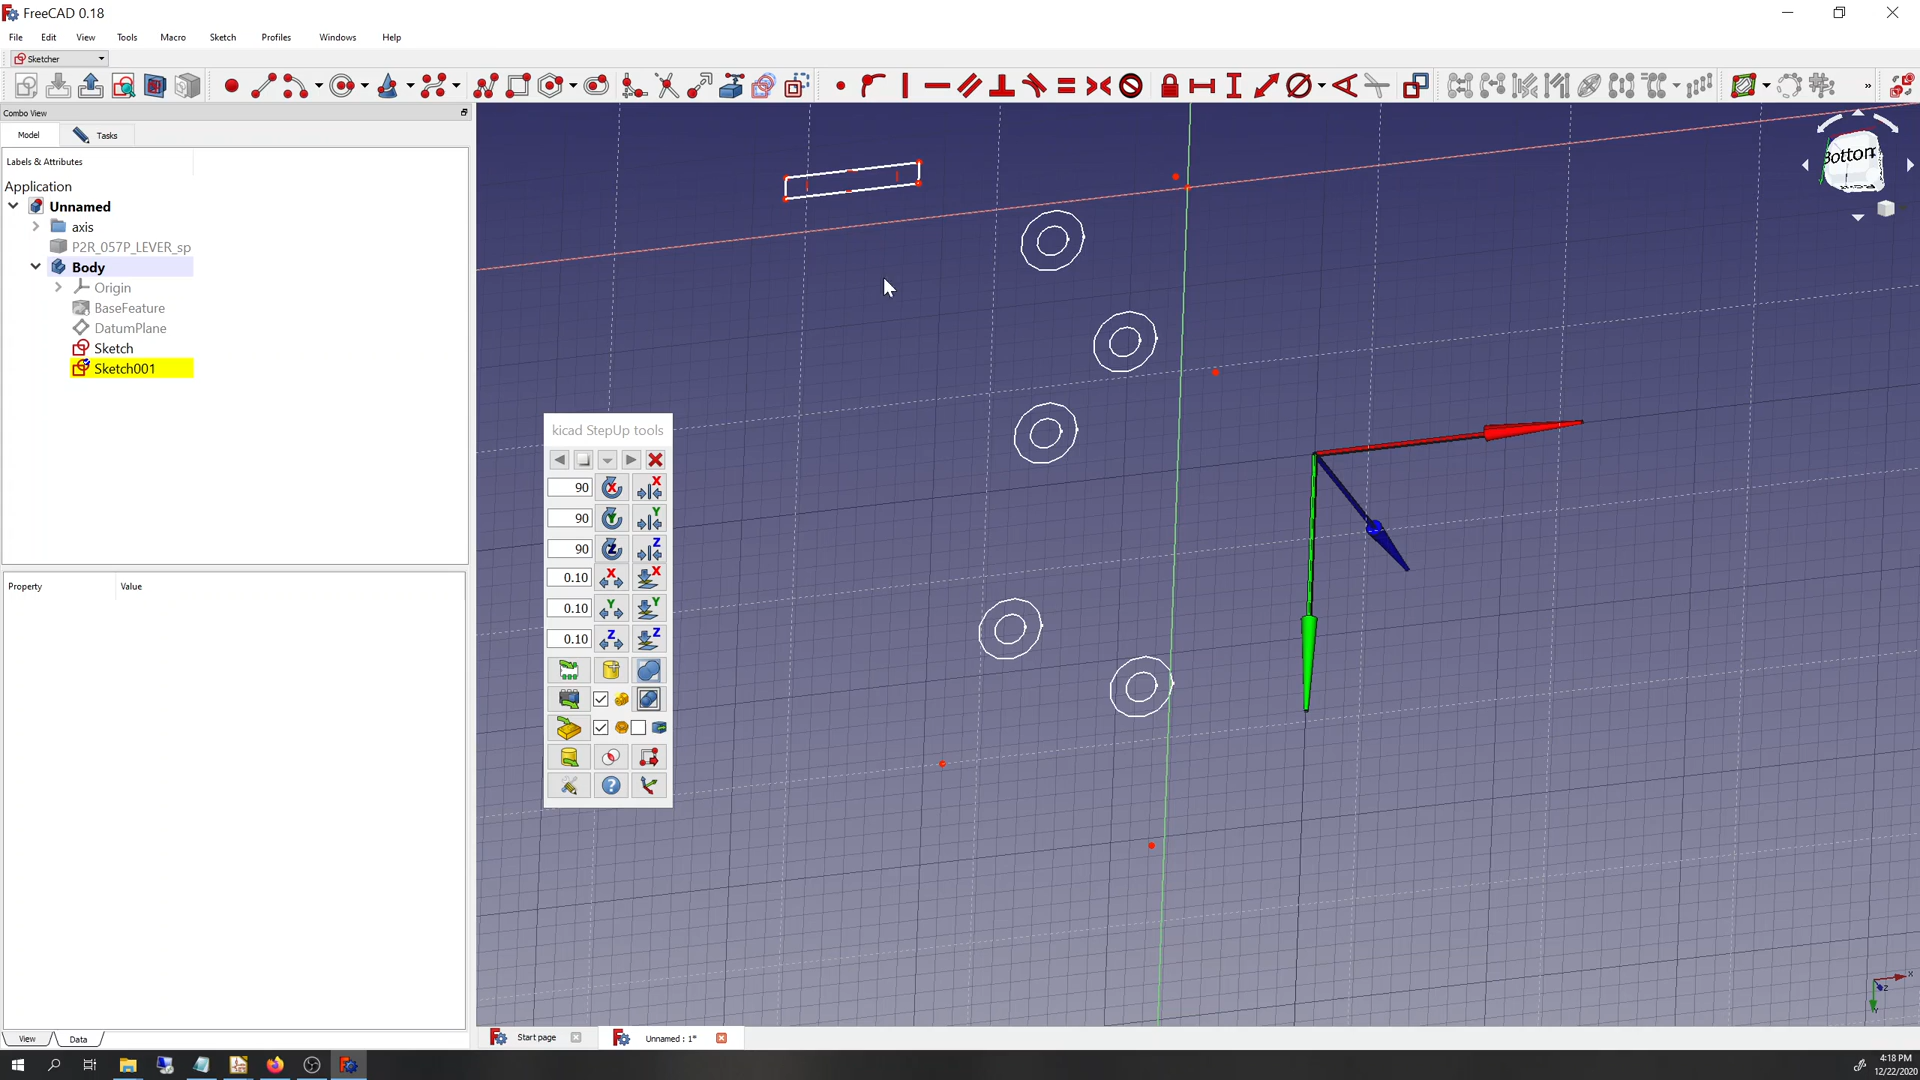 FreeCAD 0.18
File Edit View Tools Macro Sketch Profiles Windows Help
Sketcher
Combo View
Model Tasks
Labels & Attributes
Application
Unnamed
axis
P2R_057P_LEVER_sp
Body
Origin
BaseFeature
DatumPlane
Sketch
Sketch001
Property Value
View Data
kicad StepUp tools
90 X X
90 Y Y
90 Z Z
0.10 X X
0.10 Y Y
0.10 Z Z
?
Bottom
X
Z
Y
Start page Unnamed : 1*
4:18 PM
12/22/2020